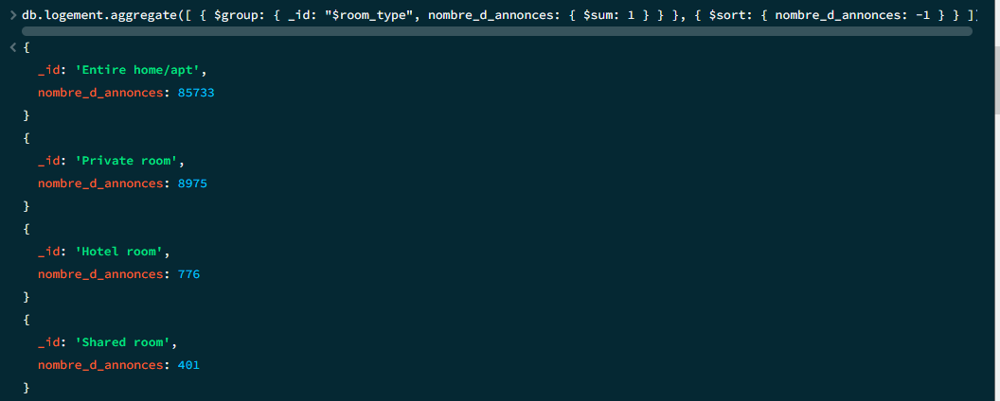 db.logement.aggregate([ { $group: { _id: "$room_type", nombre_d_annonces: { $sum: 1 } } }, { $sort: { nombre_d_annonces: -1 } } ])
{
_id: 'Entire home/apt',
nombre_d_annonces: 85733
}
{
_id: 'Private room',
nombre_d_annonces: 8975
}
{
_id: 'Hotel room',
nombre_d_annonces: 776
}
{
_id: 'Shared room',
nombre_d_annonces: 401
}